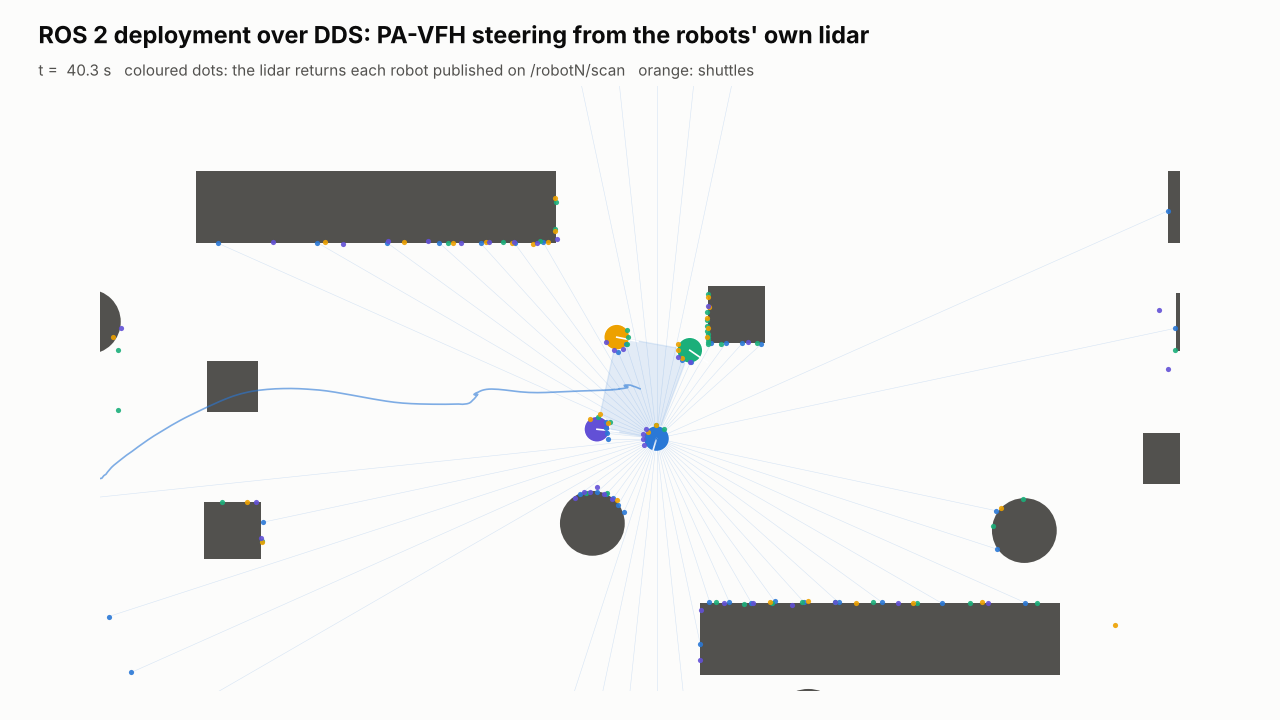 ROS 2 deployment over DDS: PA-VFH steering from the robots' own lidar
t =  40.3 s   coloured dots: the lidar returns each robot published on /robotN/scan   orange: shuttles